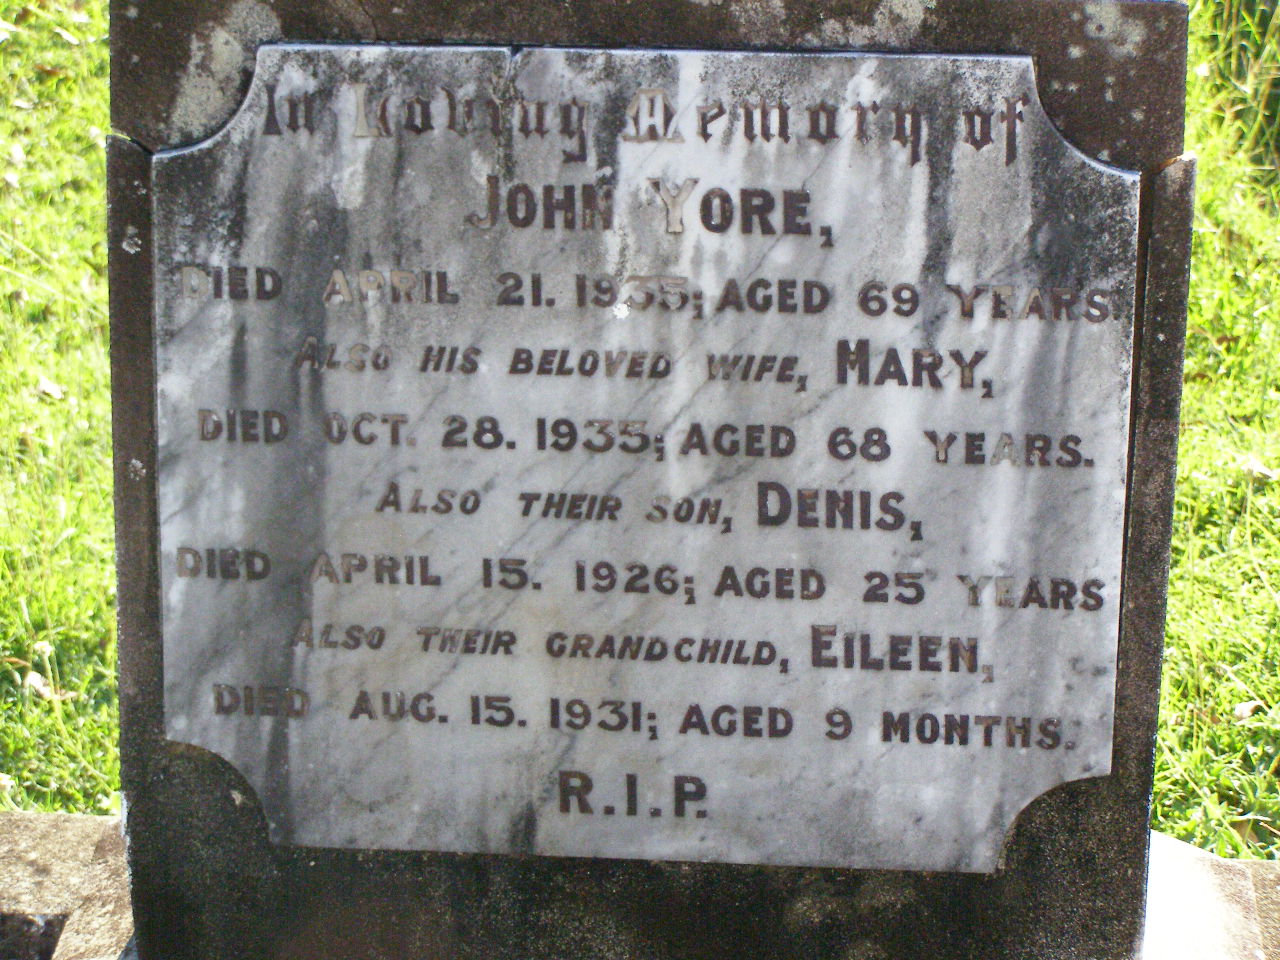 In Loving Memory of
JOHN YORE,
DIED APRIL 21. 1935; AGED 69 YEARS.
ALSO HIS BELOVED WIFE, MARY,
DIED OCT. 28. 1935; AGED 68 YEARS.
ALSO THEIR SON, DENIS,
DIED APRIL 15. 1926; AGED 25 YEARS
ALSO THEIR GRANDCHILD, EILEEN,
DIED AUG. 15. 1931; AGED 9 MONTHS.
R.I.P.